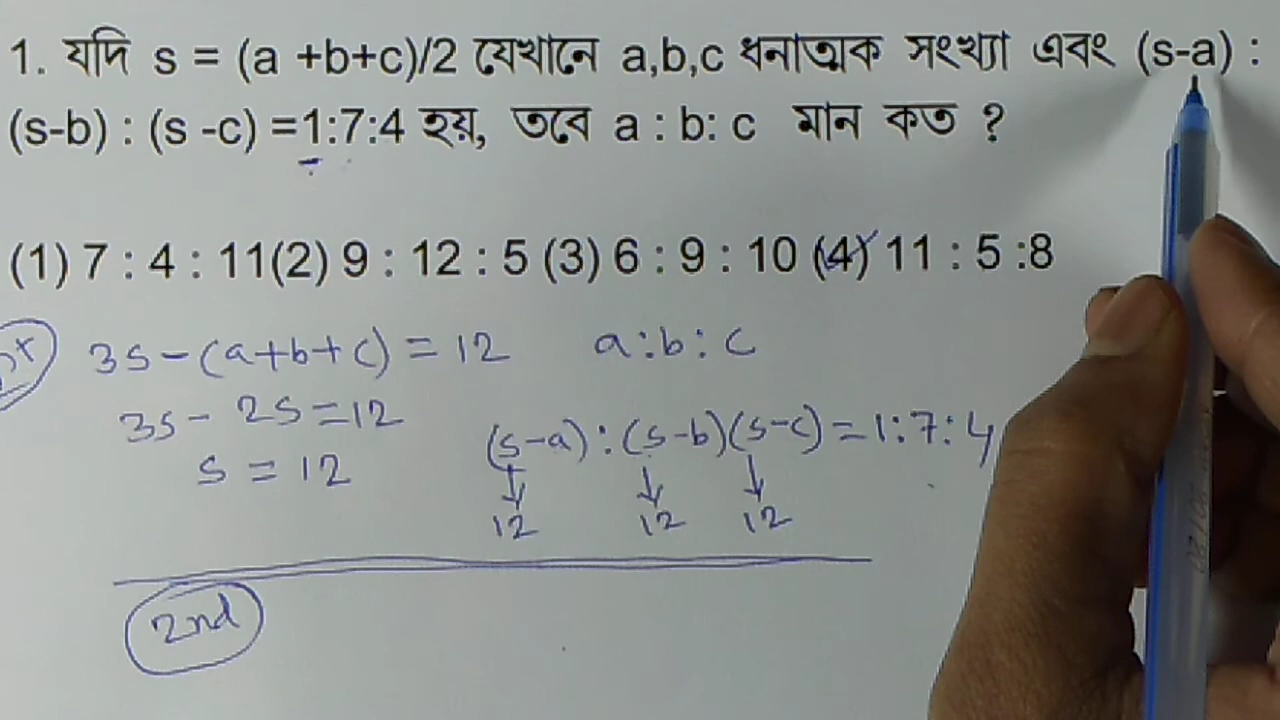 1. যদি s = (a +b+c)/2 যেখানে a,b,c ধনাত্মক সংখ্যা এবং (s-a) :
(s-b) : (s -c) =1:7:4 হয়, তবে a : b: c মান কত ?
(1) 7 : 4 : 11(2) 9 : 12 : 5 (3) 6 : 9 : 10 (4) 11 : 5 :8
3s-(a+b+c) = 12 a:b:c
3s- 2s=12
(s-a):(s-b)(s-c)=1:7:4
s = 12
↓ ↓ ↓
12 12 12
2nd